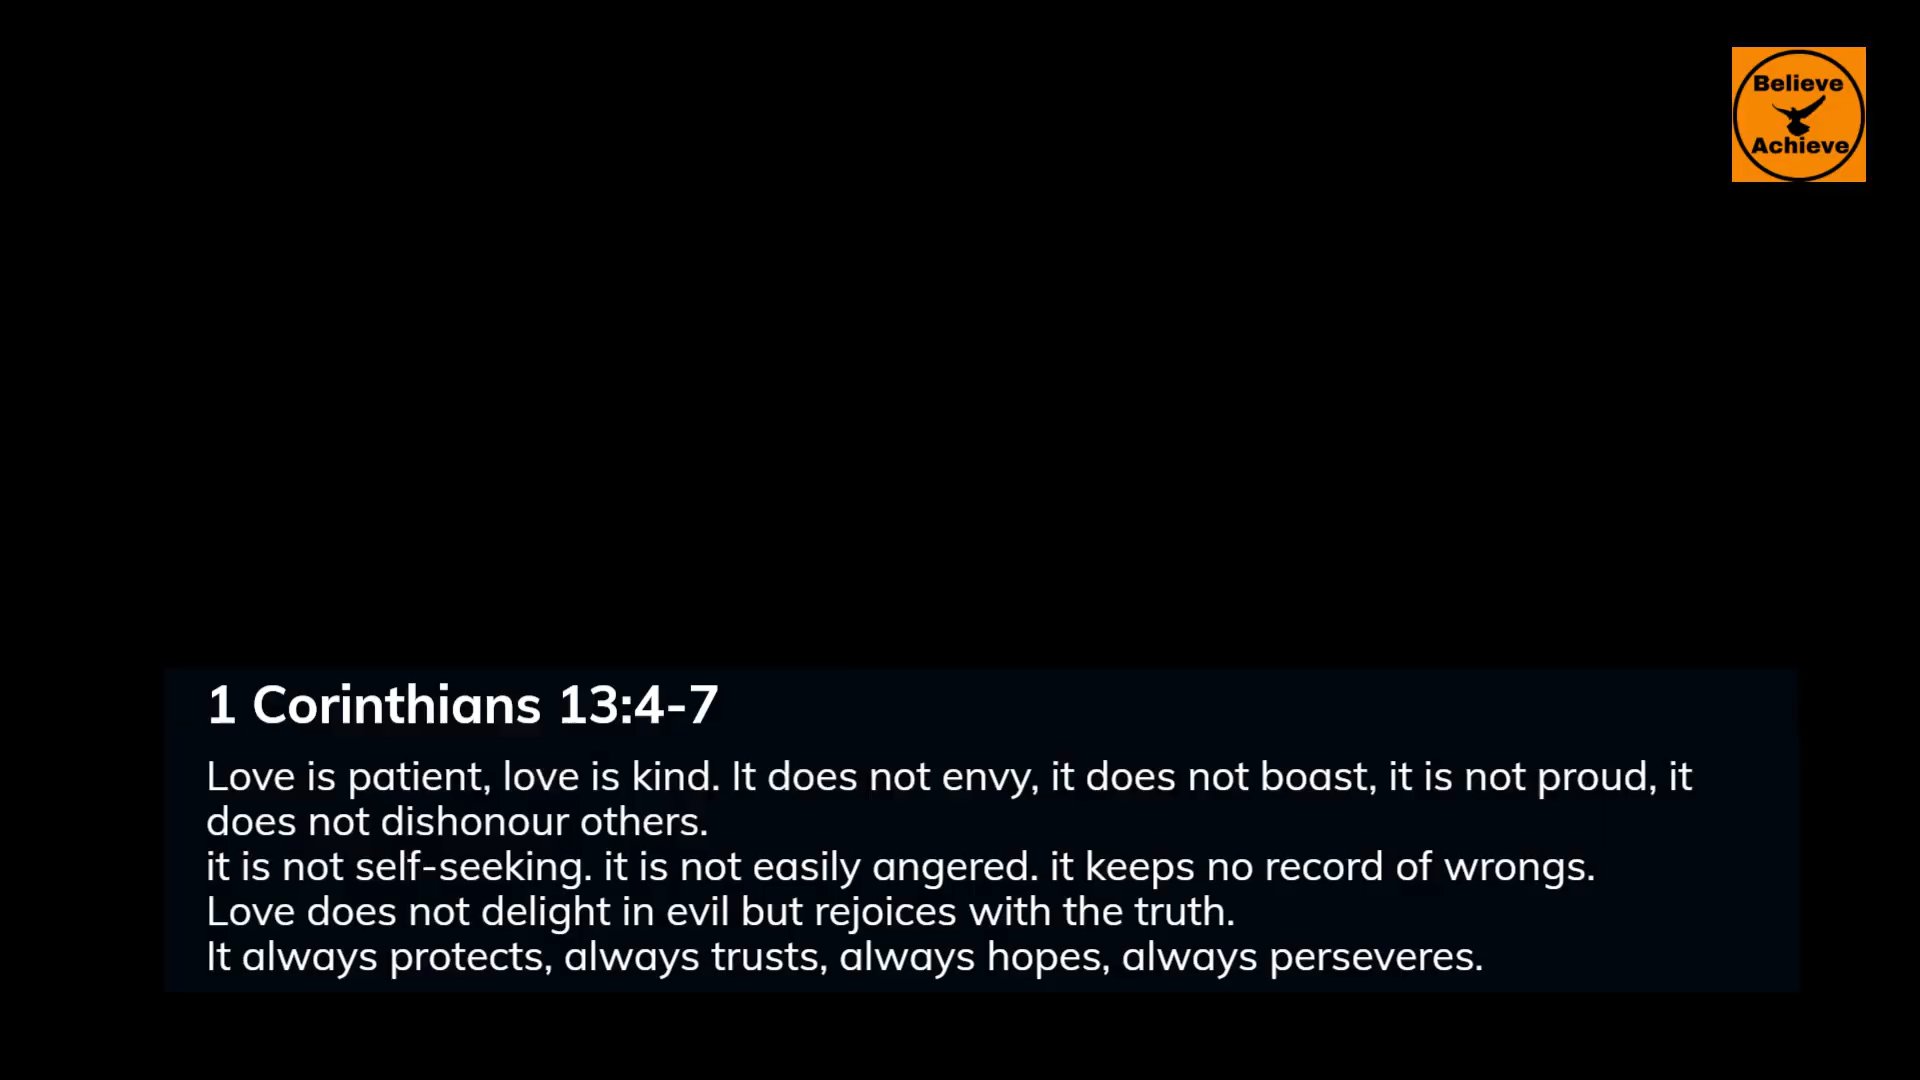 Believe
Achieve
1 Corinthians 13:4-7
Love is patient, love is kind. It does not envy, it does not boast, it is not proud, it
does not dishonour others.
it is not self-seeking. it is not easily angered. it keeps no record of wrongs.
Love does not delight in evil but rejoices with the truth.
It always protects, always trusts, always hopes, always perseveres.